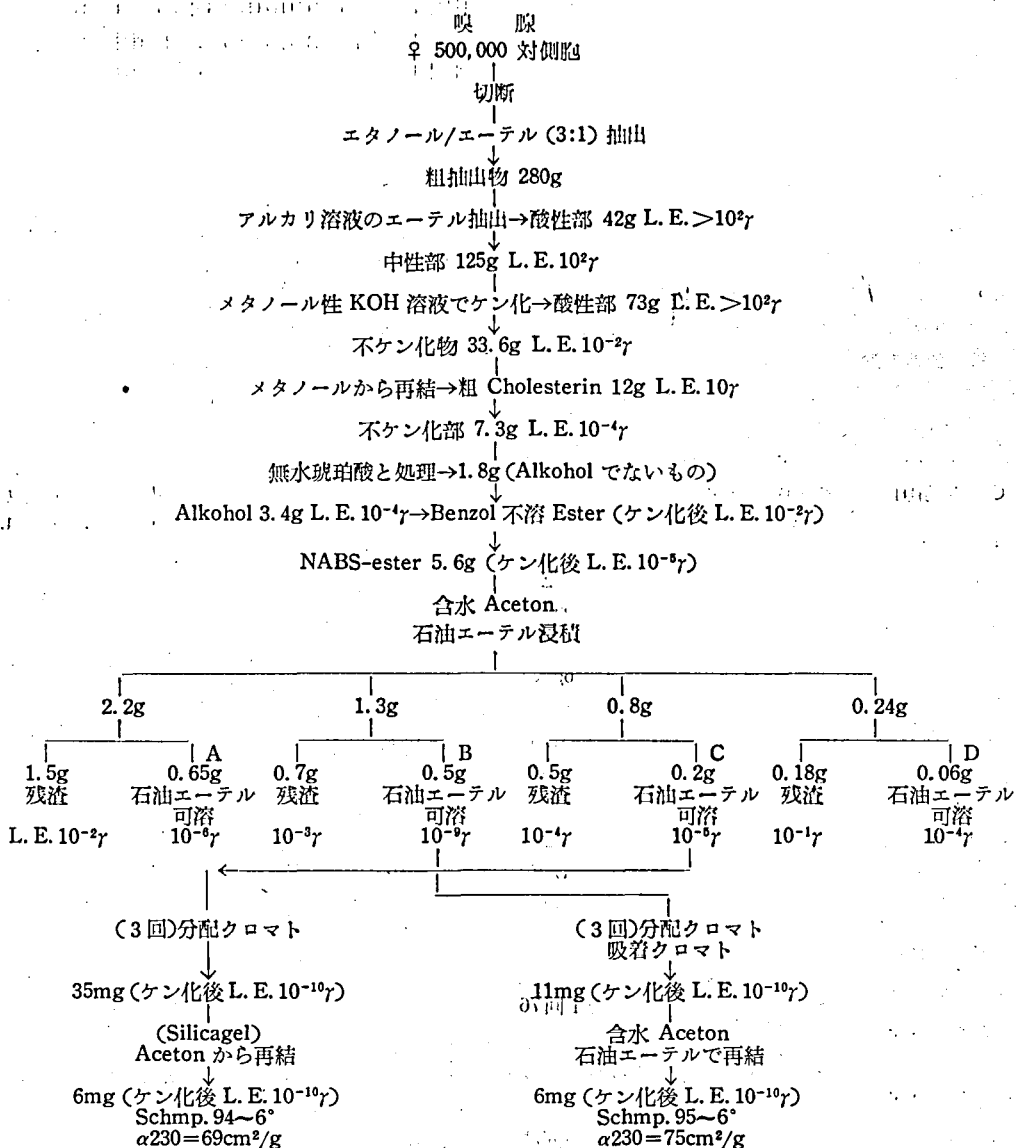 嗅 腺
♀ 500,000 対側胞
切断
エタノール/エーテル (3:1) 抽出
粗抽出物 280g
アルカリ溶液のエーテル抽出→酸性部 42g L.E.>10²γ
中性部 125g L.E.10²γ
メタノール性 KOH 溶液でケン化→酸性部 73g L.E.>10²γ
不ケン化物 33.6g L.E.10⁻²γ
メタノールから再結→粗 Cholesterin 12g L.E.10γ
不ケン化部 7.3g L.E.10⁻⁴γ
無水琥珀酸と処理→1.8g(Alkohol でないもの)
Alkohol 3.4g L.E.10⁻⁴γ→Benzol 不溶 Ester (ケン化後 L.E.10⁻²γ)
NABS-ester 5.6g (ケン化後 L.E.10⁻⁵γ)
含水 Aceton
石油エーテル浸積
2.2g 1.3g 0.8g 0.24g
A B C D
1.5g 0.65g 0.7g 0.5g 0.5g 0.2g 0.18g 0.06g
残渣 石油エーテル 残渣 石油エーテル 残渣 石油エーテル 残渣 石油エーテル
可溶 可溶 可溶 可溶
L.E.10⁻²γ 10⁻⁶γ 10⁻³γ 10⁻⁹γ 10⁻⁴γ 10⁻⁵γ 10⁻¹γ 10⁻⁴γ
(3回)分配クロマト (3回)分配クロマト
吸着クロマト
35mg(ケン化後 L.E.10⁻¹⁰γ) 11mg(ケン化後 L.E.10⁻¹⁰γ)
(Silicagel) 含水 Aceton
Aceton から再結 石油エーテルで再結
6mg(ケン化後 L.E.10⁻¹⁰γ) 6mg(ケン化後 L.E.10⁻¹⁰γ)
Schmp.94~6° Schmp.95~6°
α230=69cm²/g α230=75cm²/g